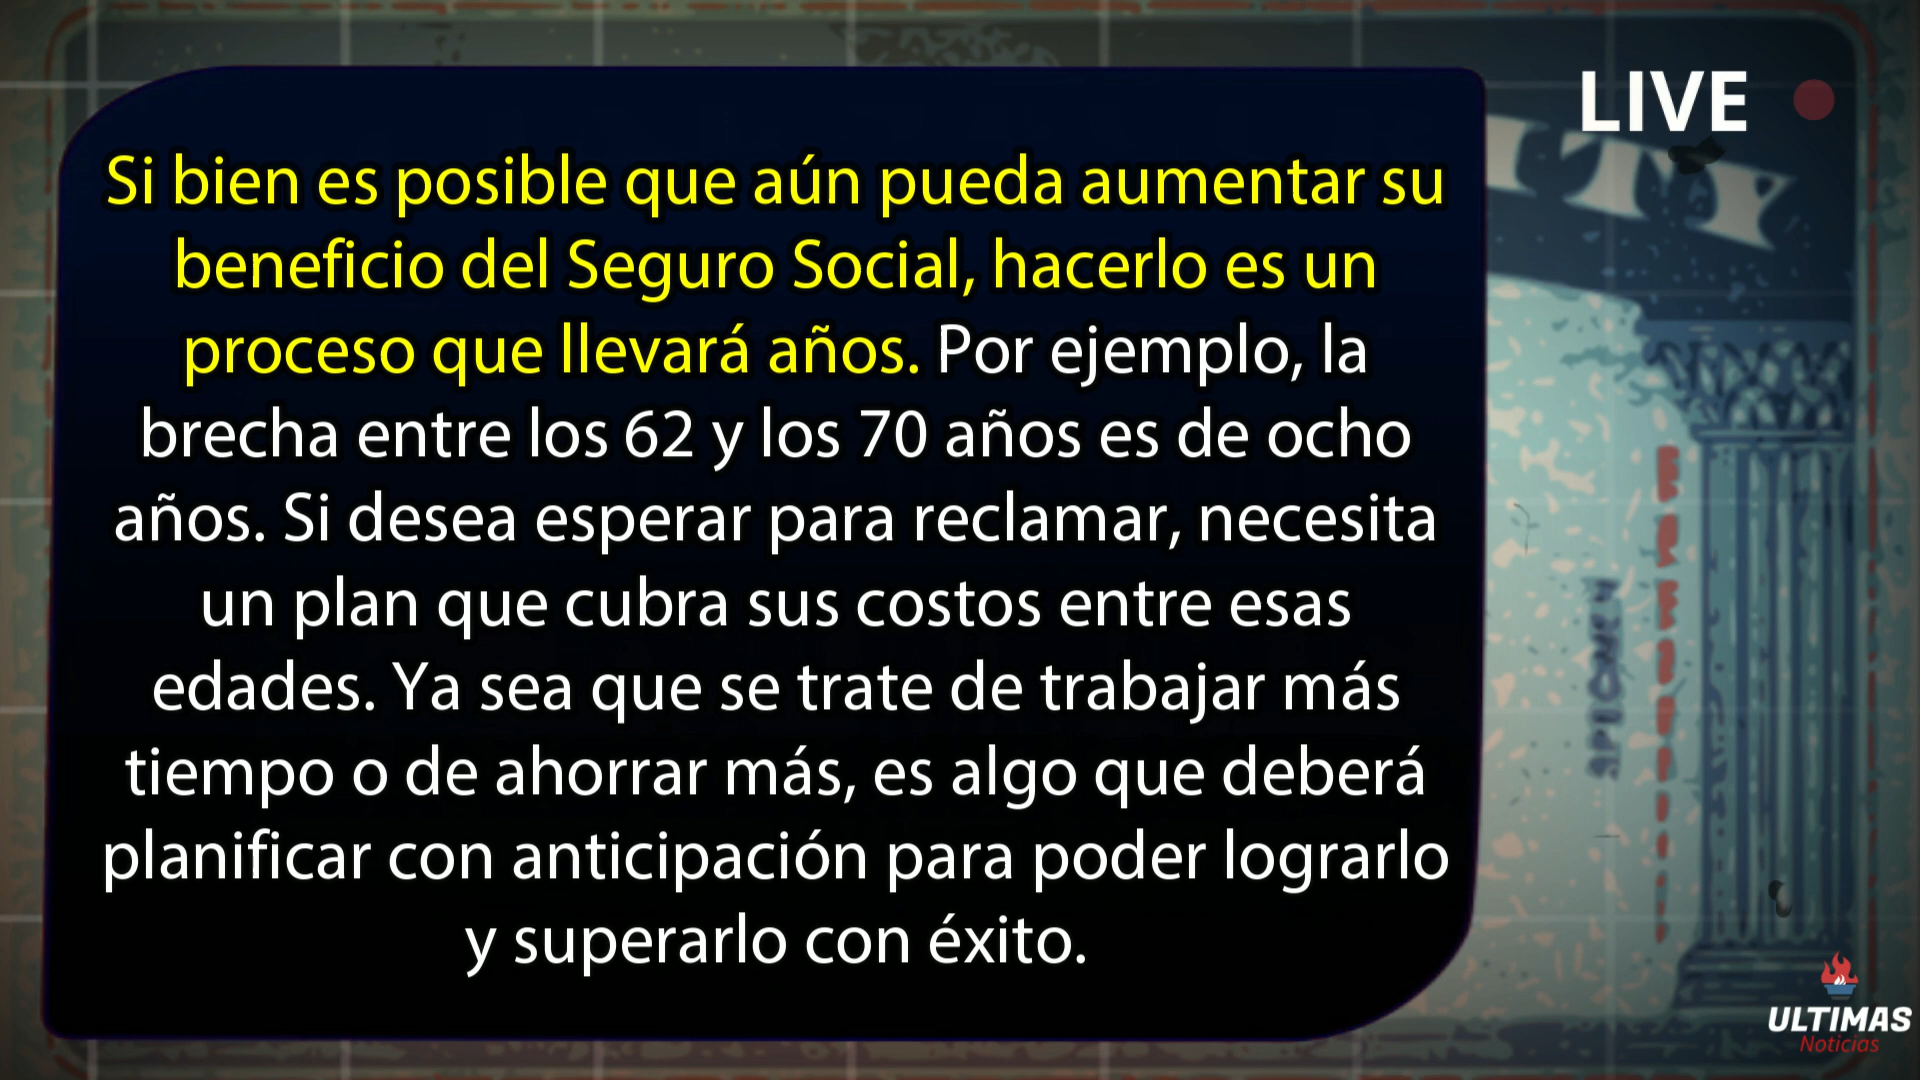 LIVE
ITY
Si bien es posible que aún pueda aumentar su
beneficio del Seguro Social, hacerlo es un
proceso que llevará años. Por ejemplo, la
brecha entre los 62 y los 70 años es de ocho
años. Si desea esperar para reclamar, necesita
un plan que cubra sus costos entre esas
edades. Ya sea que se trate de trabajar más
tiempo o de ahorrar más, es algo que deberá
planificar con anticipación para poder lograrlo
y superarlo con éxito.
ULTIMAS
Noticias